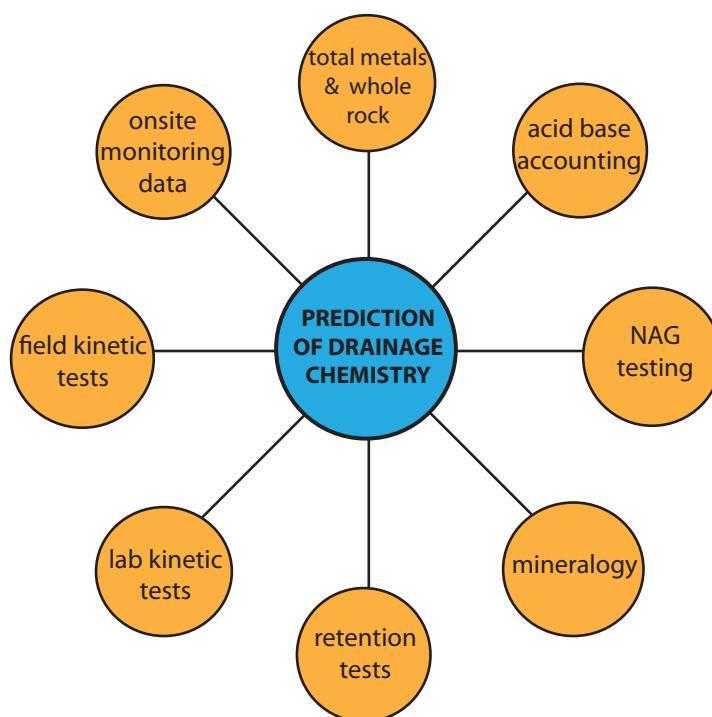 total metals
& whole
rock
acid base
accounting
NAG
testing
mineralogy
retention
tests
lab kinetic
tests
field kinetic
tests
onsite
monitoring
data
PREDICTION
OF DRAINAGE
CHEMISTRY